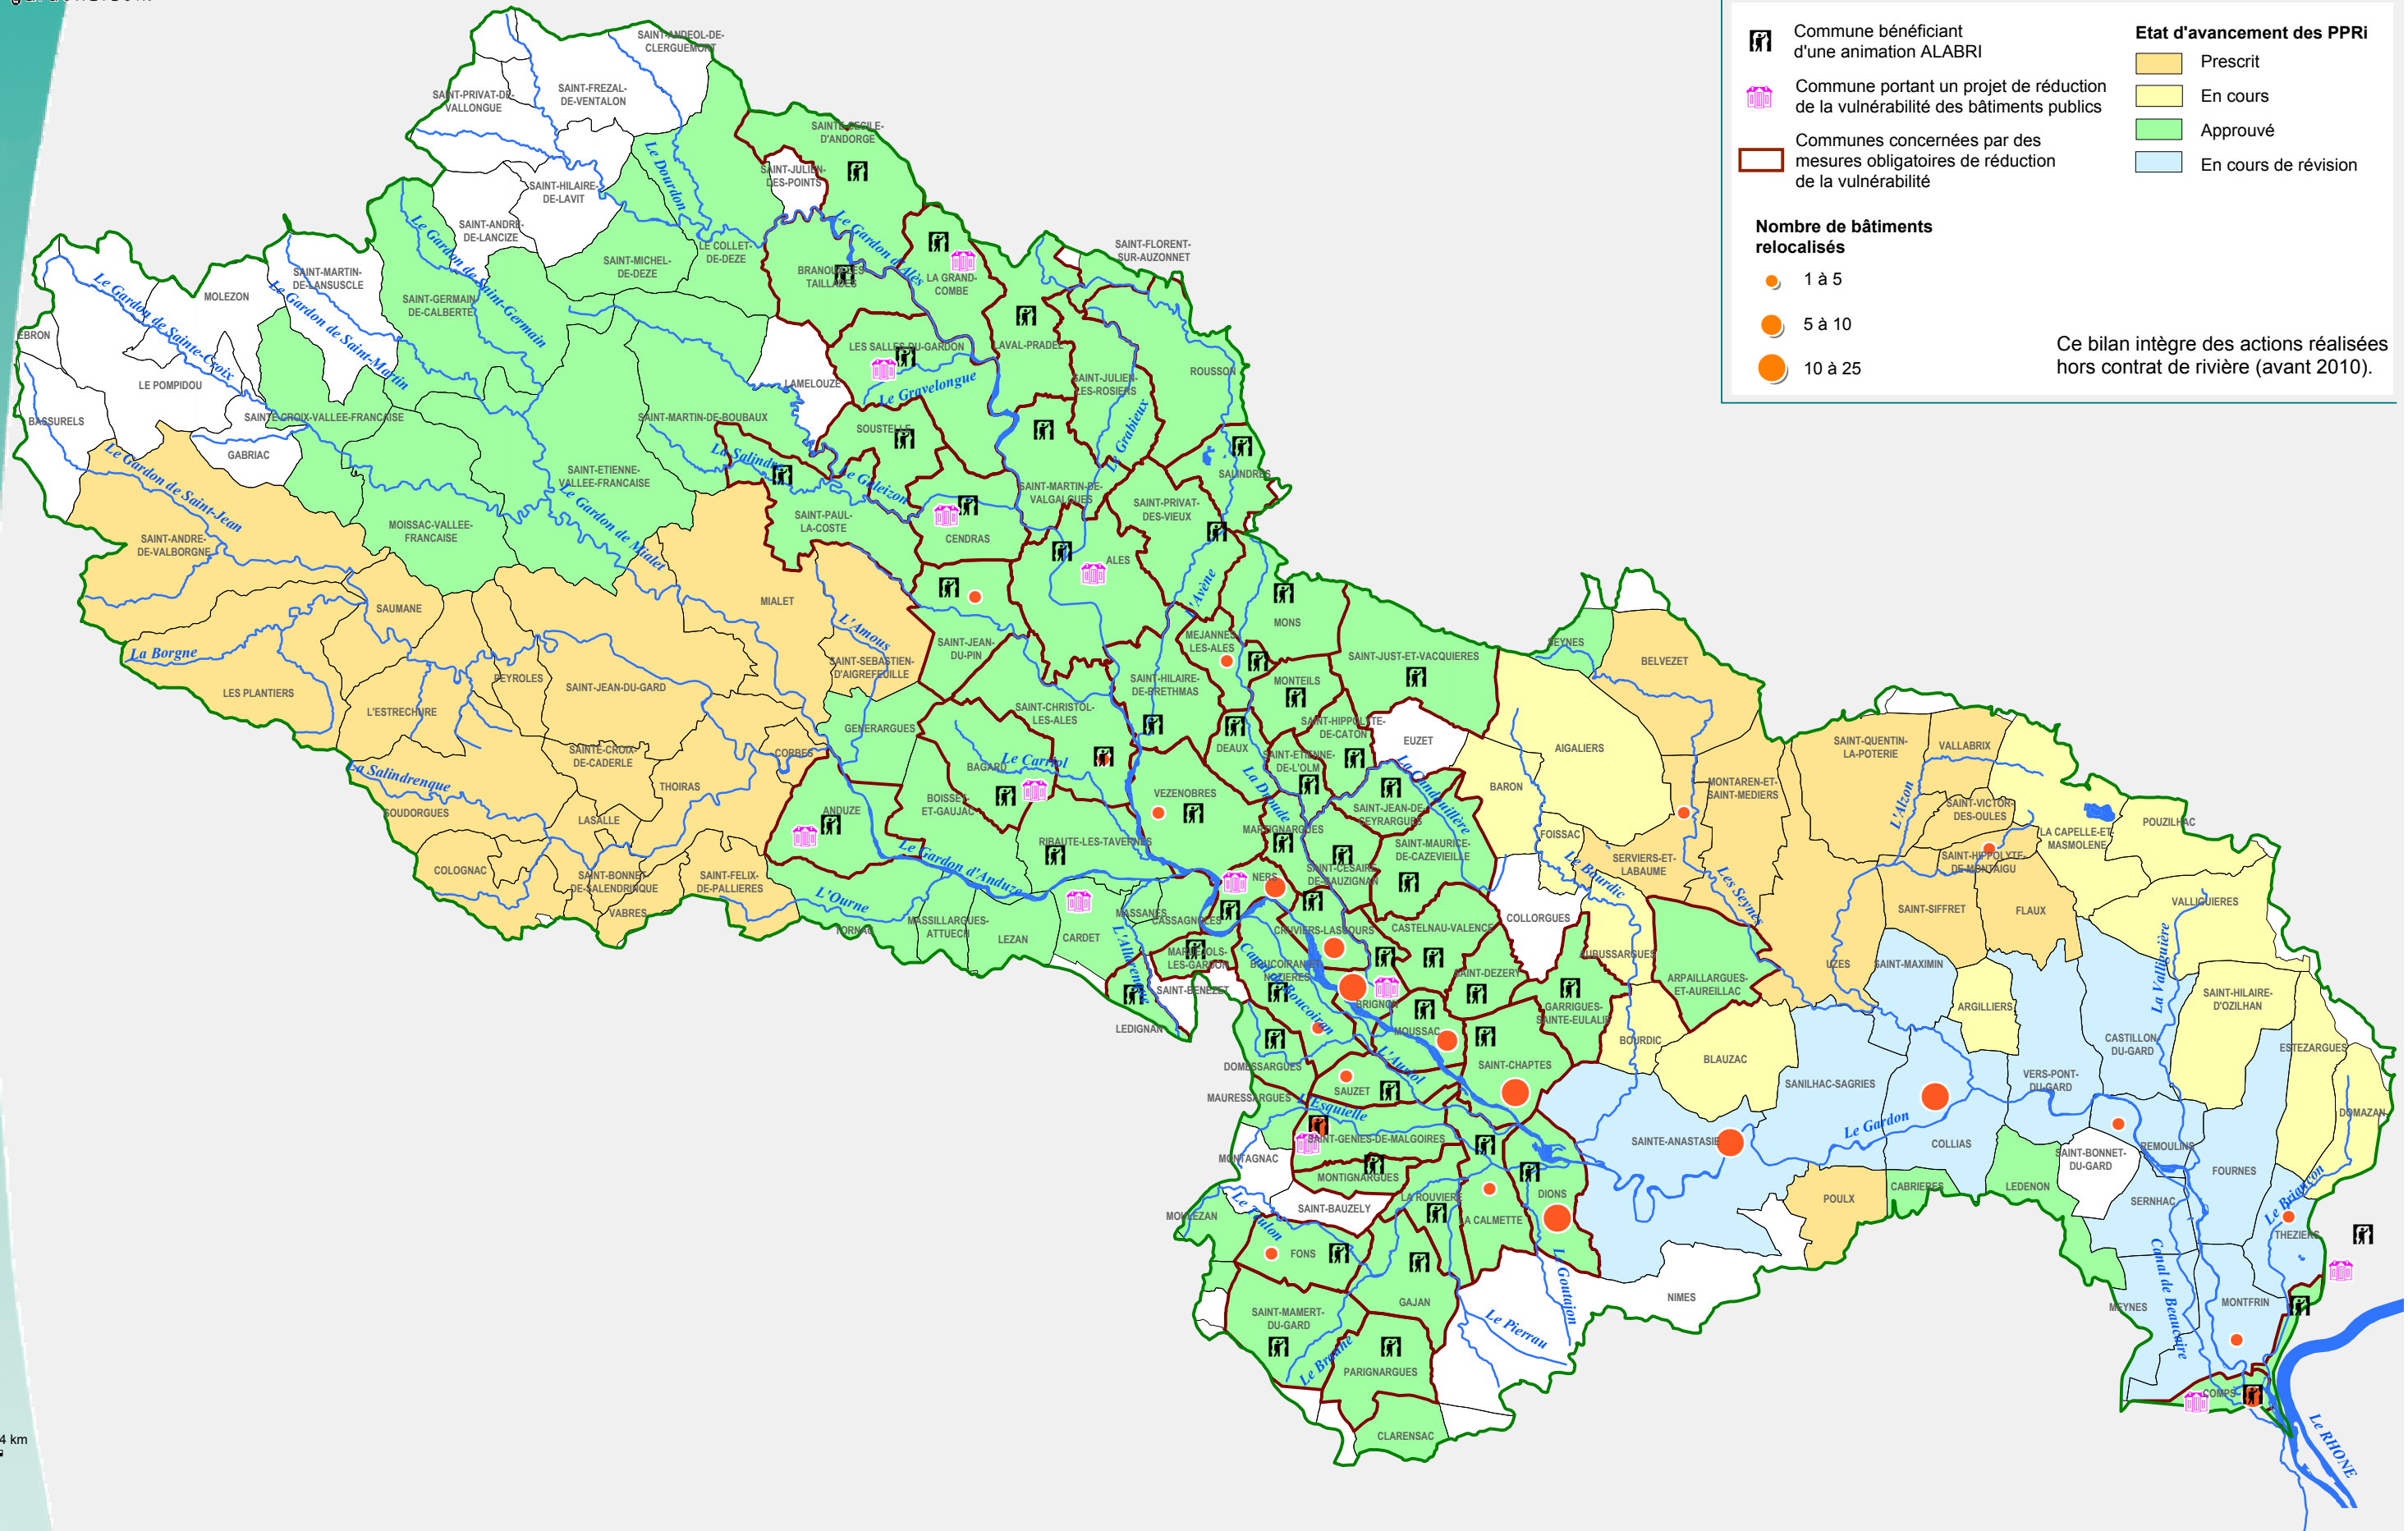 Commune bénéficiant
d'une animation ALABRI
Commune portant un projet de réduction
de la vulnérabilité des bâtiments publics
Communes concernées par des
mesures obligatoires de réduction
de la vulnérabilité
Nombre de bâtiments
relocalisés
1 à 5
5 à 10
10 à 25
Etat d'avancement des PPRi
Prescrit
En cours
Approuvé
En cours de révision
Ce bilan intègre des actions réalisées
hors contrat de rivière (avant 2010).
SAINT-ANDEOL-DE-
CLERGUEMORT
SAINT-PRIVAT-DE-
VALLONGUE
SAINT-FREZAL-
DE-VENTALON
SAINTE-CECILE-
D'ANDORGE
SAINT-JULIEN-
DES-POINTS
Le Dourdon
SAINT-HILAIRE-
DE-LAVIT
SAINT-ANDRE-
DE-LANCIZE
Le Gardon de Saint-Germain
SAINT-MICHEL-
DE-DEZE
LE COLLET-
DE-DEZE
Le Gardon d'Alès
BRANOUX-LES
TAILLADES
LA GRAND-
COMBE
SAINT-FLORENT-
SUR-AUZONNET
SAINT-MARTIN-
DE-LANSUSCLE
MOLEZON
SAINT-GERMAIN
DE-CALBERTE
Le Gardon de Sainte-Croix
Le Gardon de Saint-Martin
EBRON
LE POMPIDOU
BASSURELS
GABRIAC
SAINTE-CROIX-VALLEE-FRANCAISE
SAINT-MARTIN-DE-BOUBAUX
LAMELOUZE
LES SALLES-DU-GARDON
Le Gravelongue
LAVAL-PRADEL
SAINT-JULIEN-
LES-ROSIERS
ROUSSON
SOUSTELLE
Le Grabieux
SALINDRES
La Salindre
Le Galeizon
SAINT-ETIENNE-
VALLEE-FRANCAISE
Le Gardon de Saint-Jean
MOISSAC-VALLEE-
FRANCAISE
Le Gardon de Mialet
SAINT-PAUL-
LA-COSTE
CENDRAS
SAINT-MARTIN-DE-
VALGALGUES
SAINT-PRIVAT-
DES-VIEUX
ALES
SAINT-ANDRE-
DE-VALBORGNE
SAUMANE
MIALET
L'Amous
L'Avène
MONS
La Borgne
LES PLANTIERS
PEYROLES
SAINT-JEAN-DU-GARD
L'ESTRECHURE
SAINT-SEBASTIEN-
D'AIGREFEUILLE
SAINT-JEAN-
DU-PIN
MEJANNES-
LES-ALES
SAINT-HILAIRE-
DE-BRETHMAS
MONTEILS
SAINT-JUST-ET-VACQUIERES
SEYNES
BELVEZET
GENERARGUES
SAINT-CHRISTOL-
LES-ALES
DEAUX
SAINT-HIPPOLYTE-
DE-CATON
EUZET
AIGALIERS
SAINT-QUENTIN-
LA-POTERIE
VALLABRIX
SAINTE-CROIX-
DE-CADERLE
CORBES
La Salindrenque
SOUDORGUES
THOIRAS
LASALLE
BAGARD
Le Carriol
BOISSET-
ET-GAUJAC
ANDUZE
VEZENOBRES
SAINT-ETIENNE-
DE-L'OLM
La Droude
La Candouillère
BARON
MONTAREN-ET-
SAINT-MEDIERS
L'Alzon
SAINT-VICTOR-
DES-OULES
LA CAPELLE-ET-
MASMOLENE
POUZILHAC
RIBAUTE-LES-TAVERNES
MARTIGNARGUES
SAINT-JEAN-DE-
CEYRARGUES
SAINT-MAURICE-
DE-CAZEVIEILLE
FOISSAC
SERVIERS-ET-
LABAUME
SAINT-HIPPOLYTE-
DE-MONTAIGU
COLOGNAC
SAINT-BONNET-
DE-SALENDRINQUE
VABRES
SAINT-FELIX-
DE-PALLIERES
Le Gardon d'Anduze
L'Ourne
TORNAC
MASSILLARGUES-
ATTUECH
LEZAN
CARDET
MASSANES
CASSAGNOLES
NERS
SAINT-CESAIRE-
DE-GAUZIGNAN
Le Bourdic
Les Seynes
SAINT-SIFFRET
FLAUX
VALLIGUIERES
L'Allarenque
MARUEJOLS-
LES-GARDON
SAINT-BENEZET
LEDIGNAN
CRUVIERS-LASCOURS
CASTELNAU-VALENCE
COLLORGUES
AUBUSSARGUES
BOUCOIRAN-ET-
NOZIERES
Canal de Boucoiran
BRIGNON
SAINT-DEZERY
ARPAILLARGUES-
ET-AUREILLAC
UZES
SAINT-MAXIMIN
La Valliguière
SAINT-HILAIRE-
D'OZILHAN
GARRIGUES-
SAINTE-EULALIE
MOUSSAC
ARGILLIERS
BOURDIC
BLAUZAC
CASTILLON-
DU-GARD
ESTEZARGUES
DOMESSARGUES
L'Auriol
SAUZET
SAINT-CHAPTES
MAURESSARGUES
L'Esquielle
SAINT-GENIES-DE-MALGOIRES
SANILHAC-SAGRIES
VERS-PONT-
DU-GARD
DOMAZAN
SAINTE-ANASTASIE
Le Gardon
COLLIAS
SAINT-BONNET-
DU-GARD
REMOULINS
FOURNES
MONTAGNAC
MONTIGNARGUES
DIONS
POULX
CABRIERES
LEDENON
SERNHAC
Le Briançon
THEZIERS
MOULEZAN
Le Teulon
SAINT-BAUZELY
LA ROUVIERE
LA CALMETTE
FONS
Le Goutajon
GAJAN
NIMES
SAINT-MAMERT-
DU-GARD
Le Braune
Le Pierrau
PARIGNARGUES
CLARENSAC
MEYNES
Canal de Beaucaire
MONTFRIN
COMPS
Le RHONE
4 km